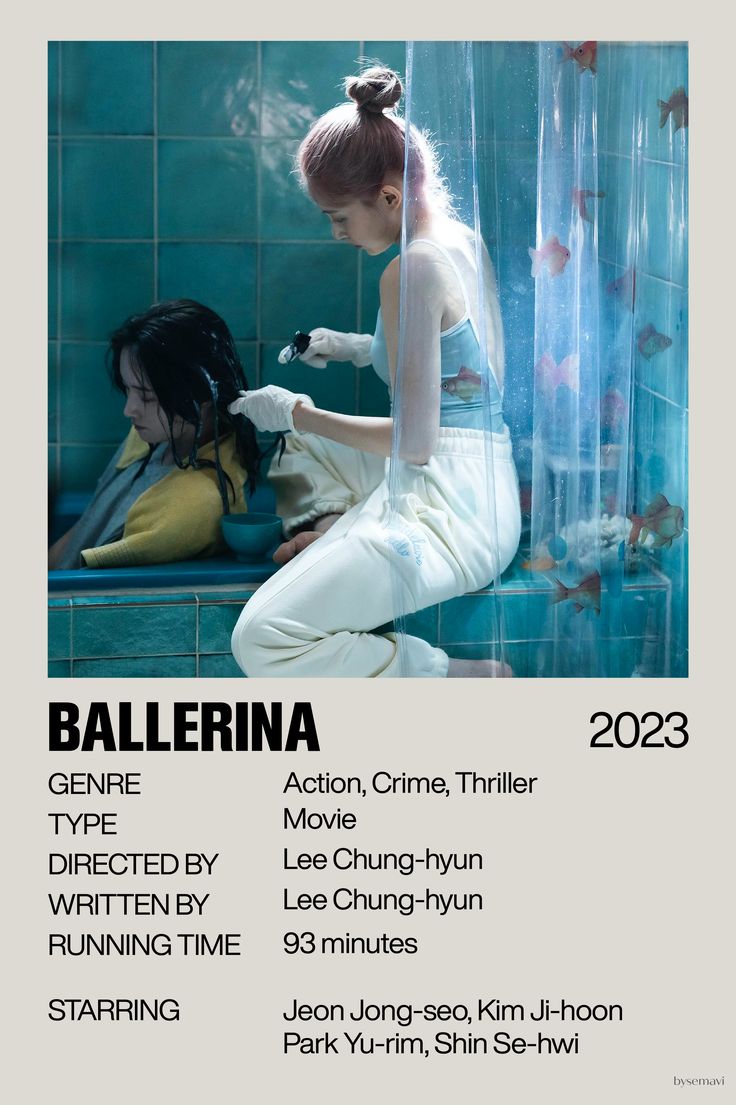 BALLERINA 2023
GENRE Action, Crime, Thriller
TYPE Movie
DIRECTED BY Lee Chung-hyun
WRITTEN BY Lee Chung-hyun
RUNNING TIME 93 minutes
STARRING Jeon Jong-seo, Kim Ji-hoon
Park Yu-rim, Shin Se-hwi
bysemavi